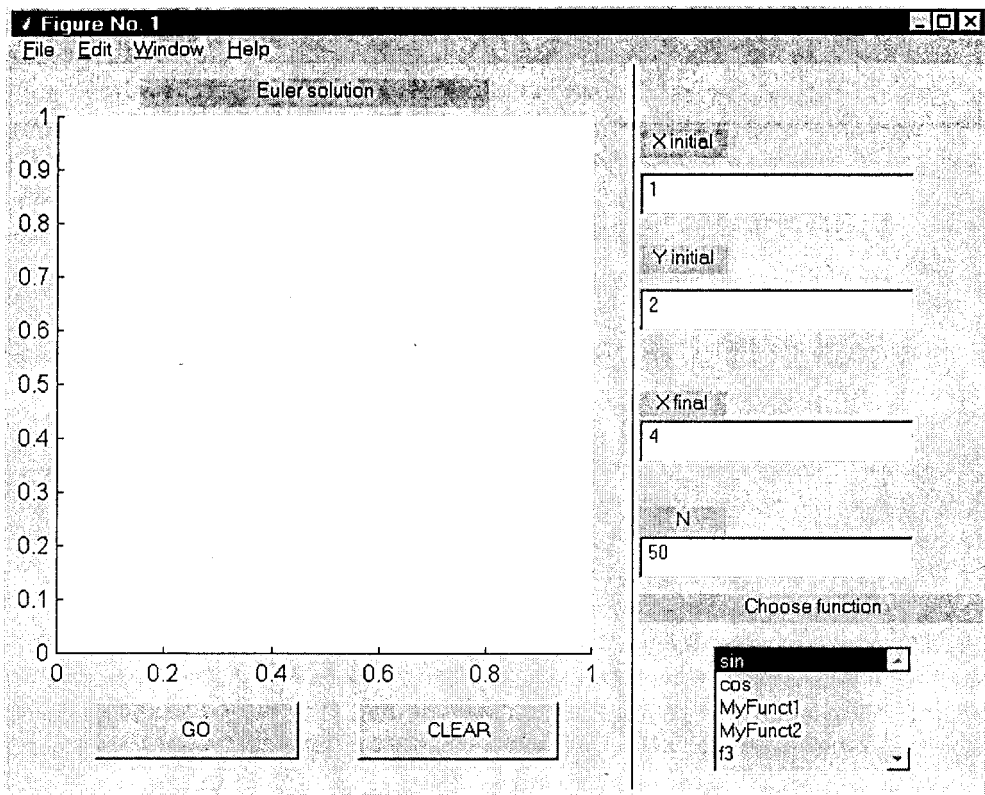 Figure No. 1
File Edit Window Help
Euler solution
1
0.9
0.8
0.7
0.6
0.5
0.4
0.3
0.2
0.1
0
0 0.2 0.4 0.6 0.8 1
GO CLEAR
X initial
1
Y initial
2
X final
4
N
50
Choose function
sin
cos
MyFunct1
MyFunct2
f3